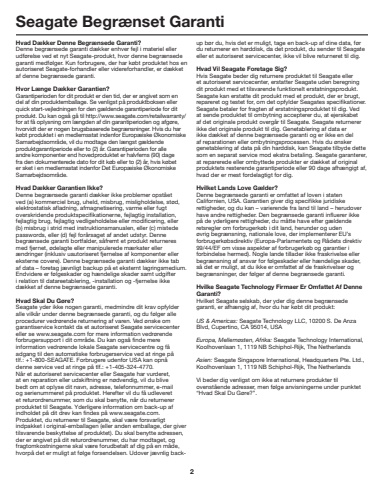 Seagate Begrænset Garanti
Hvad Dækker Denne Begrænsede Garanti?
Denne begrænsede garanti dækker enhver fejl i materiel eller
udførelse ved et nyt Seagate-produkt, hvor denne begrænsede
garanti medfølger. Kun forbrugere, der har købt produktet hos en
autoriseret Seagate-forhandler eller videreforhandler, er dækket
af denne begrænsede garanti.
Hvor Længe Dækker Garantien?
Garantiperioden for dit produkt er den tid, der er angivet som en
del af din produktemballage. Se venligst på produktboksen eller
quick start-vejledningen for den gældende garantiperiode for dit
produkt. Du kan også gå til http://www.seagate.com/retailwarranty/
for at få oplysning om længden af din garantiperioden og afgøre,
hvorvidt der er nogen brugsbaserede begrænsninger. Hvis du har
købt produktet i en medlemsstat indenfor Europæiske Økonomiske
Samarbejdsområde, vil du modtage den længst gældende
produktgarantiperiode eller to (2) år. Garantiperioden for alle
andre komponenter end hovedproduktet er halvfems (90) dage
fra den dokumenterede dato for dit køb eller to (2) år, hvis købet
er sket i en medlemsstat indenfor Det Europæiske Økonomiske
Samarbejdsområde.
Hvad Dækker Garantien Ikke?
Denne begrænsede garanti dækker ikke problemer opstået
ved (a) kommerciel brug, uheld, misbrug, misligholdelse, stød,
elektrostatisk afladning, afmagnetisering, varme eller fugt
overskridende produktspecifikationerne, fejlagtig installation,
fejlagtig brug, fejlagtig vedligeholdelse eller modificering, eller
(b) misbrug i strid med instruktionsmanualen, eller (c) mistede
passwords, eller (d) fejl forårsaget af andet udstyr. Denne
begrænsede garanti bortfalder, såfremt et produkt returneres
med fjernet, ødelagte eller manipulerede mærkater eller
ændringer (inklusiv uautoriseret fjernelse af komponenter eller
eksterne covere). Denne begrænsede garanti dækker ikke tab
af data – foretag jævnligt backup på et eksternt lagringsmedium.
Endvidere er følgeskader og hændelige skader samt udgifter
i relation til dataretablering, -installation og -fjernelse ikke
dækket af denne begrænsede garanti.
Hvad Skal Du Gøre?
Seagate yder ikke nogen garanti, medmindre dit krav opfylder
alle vilkår under denne begrænsede garanti, og du følger alle
procedurer vedrørende returnering af varen. Ved ønske om
garantiservice kontakt da et autoriseret Seagate servicecenter
eller se www.seagate.com for mere information vedrørende
forbrugersupport i dit område. Du kan også finde mere
information vedrørende lokale Seagate servicecentre og få
adgang til den automatiske forbrugerservice ved at ringe på
tlf.: +1-800-SEAGATE. Forbrugere udenfor USA kan opnå
denne service ved at ringe på tlf.: +1-405-324-4770.
Når et autoriseret servicecenter eller Seagate har vurderet,
at en reparation eller udskiftning er nødvendig, vil du blive
bedt om at oplyse dit navn, adresse, telefonnummer, e-mail
og serienummeret på produktet. Herefter vil du få udleveret
et returordrenummer, som du skal benytte, når du returnerer
produktet til Seagate. Yderligere information om back-up af
indholdet på dit drev kan findes på www.seagate.com.
Produktet, du returnerer til Seagate, skal være forsvarligt
indpakket i original-emballagen (eller anden emballage, der giver
tilsvarende beskyttelse af produktet). Du skal benytte adressen,
der er angivet på dit returordrenummer, du har modtaget, og
fragtomkostningerne skal være forudbetalt af dig på en måde,
hvorpå det er muligt at følge forsendelsen. Udover jævnlig back-
up bør du, hvis det er muligt, tage en back-up af dine data, før
du returnerer en harddisk, da det produkt, du sender til Seagate
eller et autoriseret servicecenter, ikke vil blive returneret til dig.
Hvad Vil Seagate Foretage Sig?
Hvis Seagate beder dig returnere produktet til Seagate eller
et autoriseret servicecenter, erstatter Seagate uden beregning
dit produkt med et tilsvarende funktionelt erstatningsprodukt.
Seagate kan erstatte dit produkt med et produkt, der er brugt,
repareret og testet for, om det opfylder Seagates specifikationer.
Seagate betaler for fragten af erstatningsproduktet til dig. Ved
at sende produktet til ombytning accepterer du, at ejerskabet
af det originale produkt overgår til Seagate. Seagate returnerer
ikke det originale produkt til dig. Genetablering af data er
ikke dækket af denne begrænsede garanti og er ikke en del
af reparationen eller ombytningsprocessen. Hvis du ønsker
genetablering af data på din harddisk, kan Seagate tilbyde dette
som en separat service mod ekstra betaling. Seagate garanterer,
at reparerede eller ombyttede produkter er dækket af original
produktets resterende garantiperiode eller 90 dage afhængigt af,
hvad der er mest fordelagtigt for dig.
Hvilket Lands Love Gælder?
Denne begrænsede garanti er omfattet af loven i staten
Californien, USA. Garantien giver dig specifikke juridiske
rettigheder, og du kan – varierende fra land til land – herudover
have andre rettigheder. Den begrænsede garanti influerer ikke
på de yderligere rettigheder, du måtte have efter gældende
retsregler om forbrugerkøb i dit land, herunder og uden
øvrig begrænsning, nationale love, der implementerer EU's
forbrugerkøbsdirektiv (Europa-Parlamentets og Rådets direktiv
99/44/EF om visse aspekter af forbrugerkøb og garantier i
forbindelse hermed). Nogle lande tillader ikke fraskrivelse eller
begrænsning af ansvar for følgeskader eller hændelige skader,
så det er muligt, at du ikke er omfattet af de fraskrivelser og
begrænsninger, der følger af denne begrænsede garanti.
Hvilke Seagate Technology Firmaer Er Omfattet Af Denne
Garanti?
Hvilket Seagate selskab, der yder dig denne begrænsede
garanti, er afhængig af, hvor du har købt dit produkt:
US & Americas: Seagate Technology LLC, 10200 S. De Anza
Blvd, Cupertino, CA 95014, USA
Europa, Mellemøsten, Afrika: Seagate Technology International,
Koolhovenlaan 1, 1119 NB Schiphol-Rijk, The Netherlands
Asien: Seagate Singapore International, Headquarters Pte. Ltd.,
Koolhovenlaan 1, 1119 NB Schiphol-Rijk, The Netherlands
Vi beder dig venligst om ikke at returnere produkter til
ovenstående adresser, men følge anvisningerne under punktet
"Hvad Skal Du Gøre?".
2